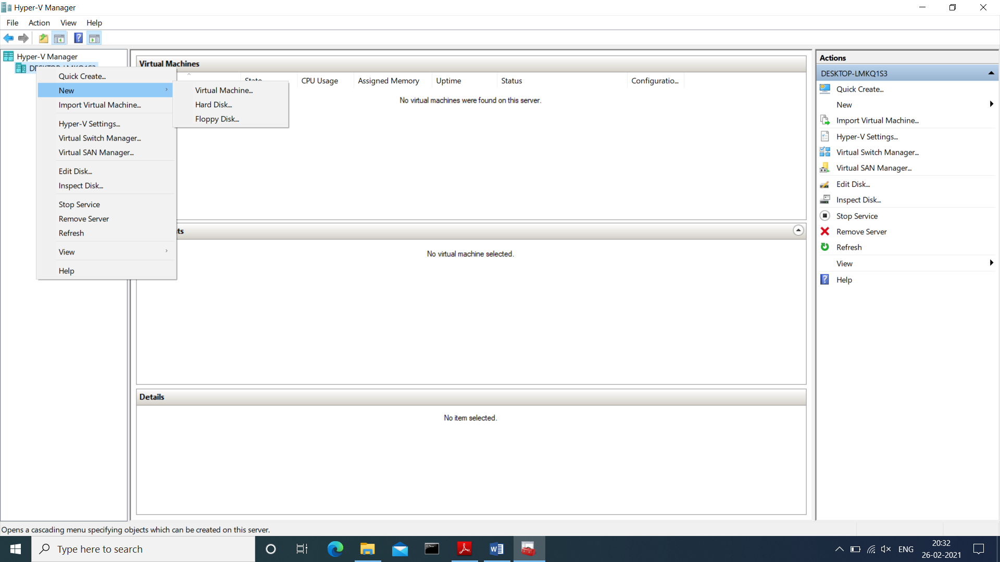 Hyper-V Manager
File Action View Help
Hyper-V Manager
Quick Create...
New
Import Virtual Machine...
Hyper-V Settings...
Virtual Switch Manager...
Virtual SAN Manager...
Edit Disk...
Inspect Disk...
Stop Service
Remove Server
Refresh
View
Help
Virtual Machine...
Hard Disk...
Floppy Disk...
Virtual Machines
State CPU Usage Assigned Memory Uptime Status Configuratio...
No virtual machines were found on this server.
ts
No virtual machine selected.
Details
No item selected.
Actions
DESKTOP-LMKQ1S3
Quick Create...
New
Import Virtual Machine...
Hyper-V Settings...
Virtual Switch Manager...
Virtual SAN Manager...
Edit Disk...
Inspect Disk...
Stop Service
Remove Server
Refresh
View
Help
Opens a cascading menu specifying objects which can be created on this server.
Type here to search
ENG
20:32
26-02-2021